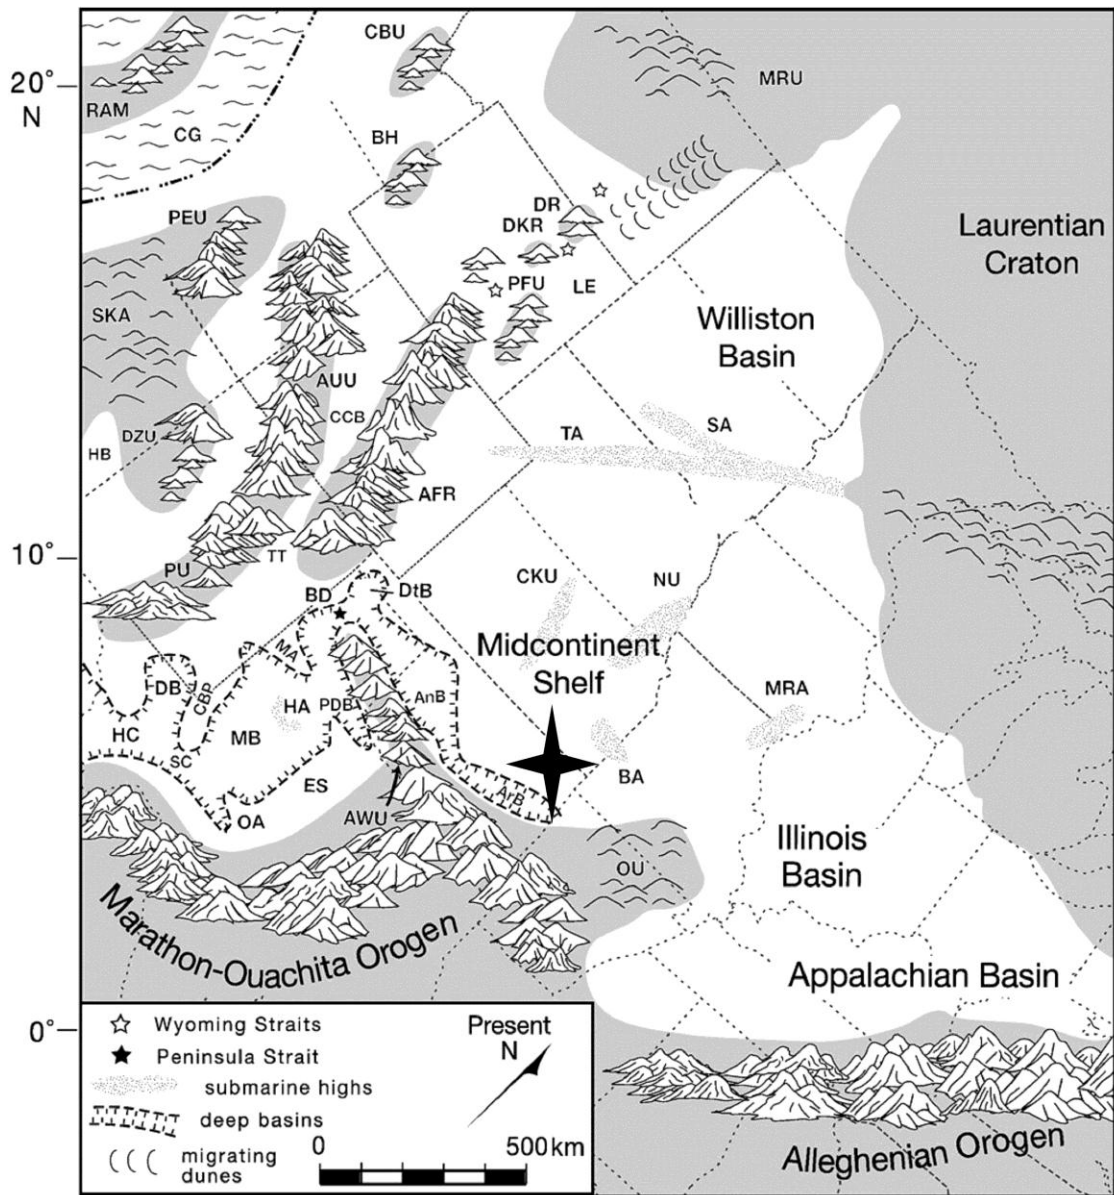 CBU
20°
N
MRU
RAM
CG
BH
DR
PEU
DKR
Laurentian
Craton
PFU
LE
SKA
Williston
Basin
AUU
CCB
TA
SA
DZU
HB
AFR
10°
TT
PU
CKU
NU
BD
DtB
Midcontinent
Shelf
MA
DB
CBP
HA
PDB
AnB
MRA
HC
MB
SC
ES
BA
ArB
OA
AWU
Illinois
Basin
OU
Marathon-Ouachita Orogen
Appalachian Basin
0°
Wyoming Straits
Present
N
Peninsula Strait
submarine highs
deep basins
0
500km
migrating
dunes
Alleghenian Orogen